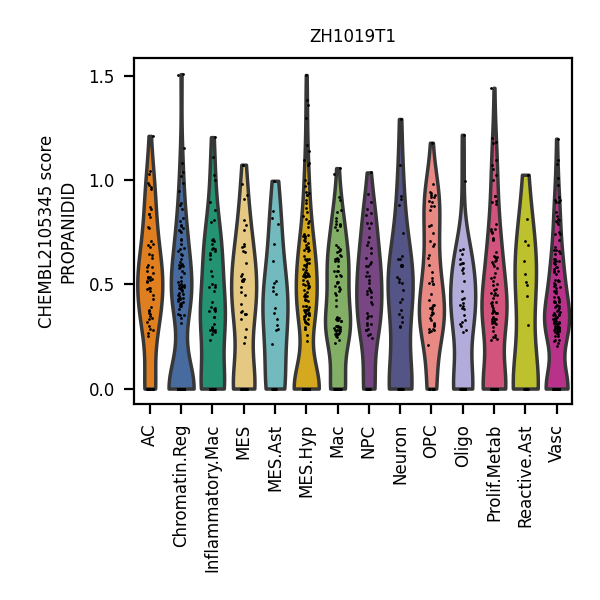 ZH1019T1
CHEMBL2105345 score
PROPANIDID
1.5
1.0
0.5
0.0
AC
Chromatin.Reg
Inflammatory.Mac
MES
MES.Ast
MES.Hyp
Mac
NPC
Neuron
OPC
Oligo
Prolif.Metab
Reactive.Ast
Vasc